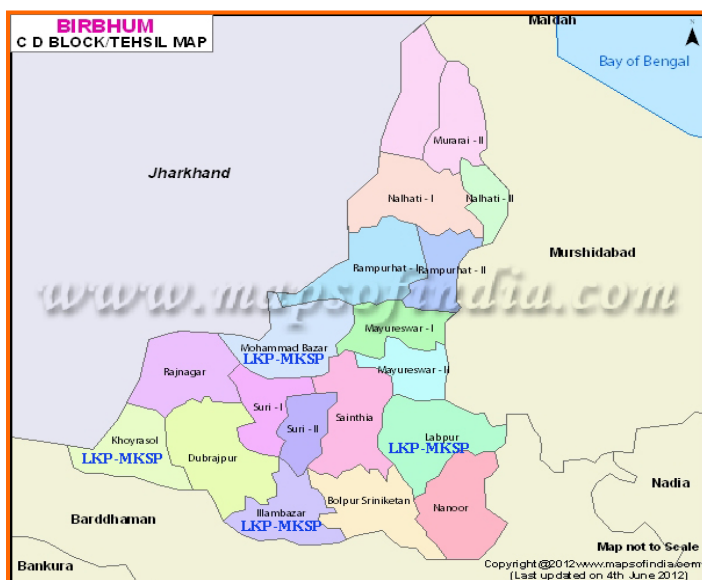 BIRBHUM
C D BLOCK/TEHSIL MAP
Maldah
N
Bay of Bengal
Murarai - II
Jharkhand
Nalhati - I
Nalhati - II
Murshidabad
Rampurhat - I
Rampurhat - II
www.mapsofindia.com
Mayureswar - I
Mohammad Bazar
LKP-MKSP
Rajnagar
Mayureswar - II
Suri - I
Sainthia
Suri - II
Khoyrasol
LKP-MKSP
Labpur
LKP-MKSP
Dubrajpur
Nadia
Bolpur Sriniketan
Nanoor
Illambazar
LKP-MKSP
Barddhaman
Map not to Scale
Bankura
Copyright@2012www.mapsofindia.com
(Last updated on 4th June 2012)